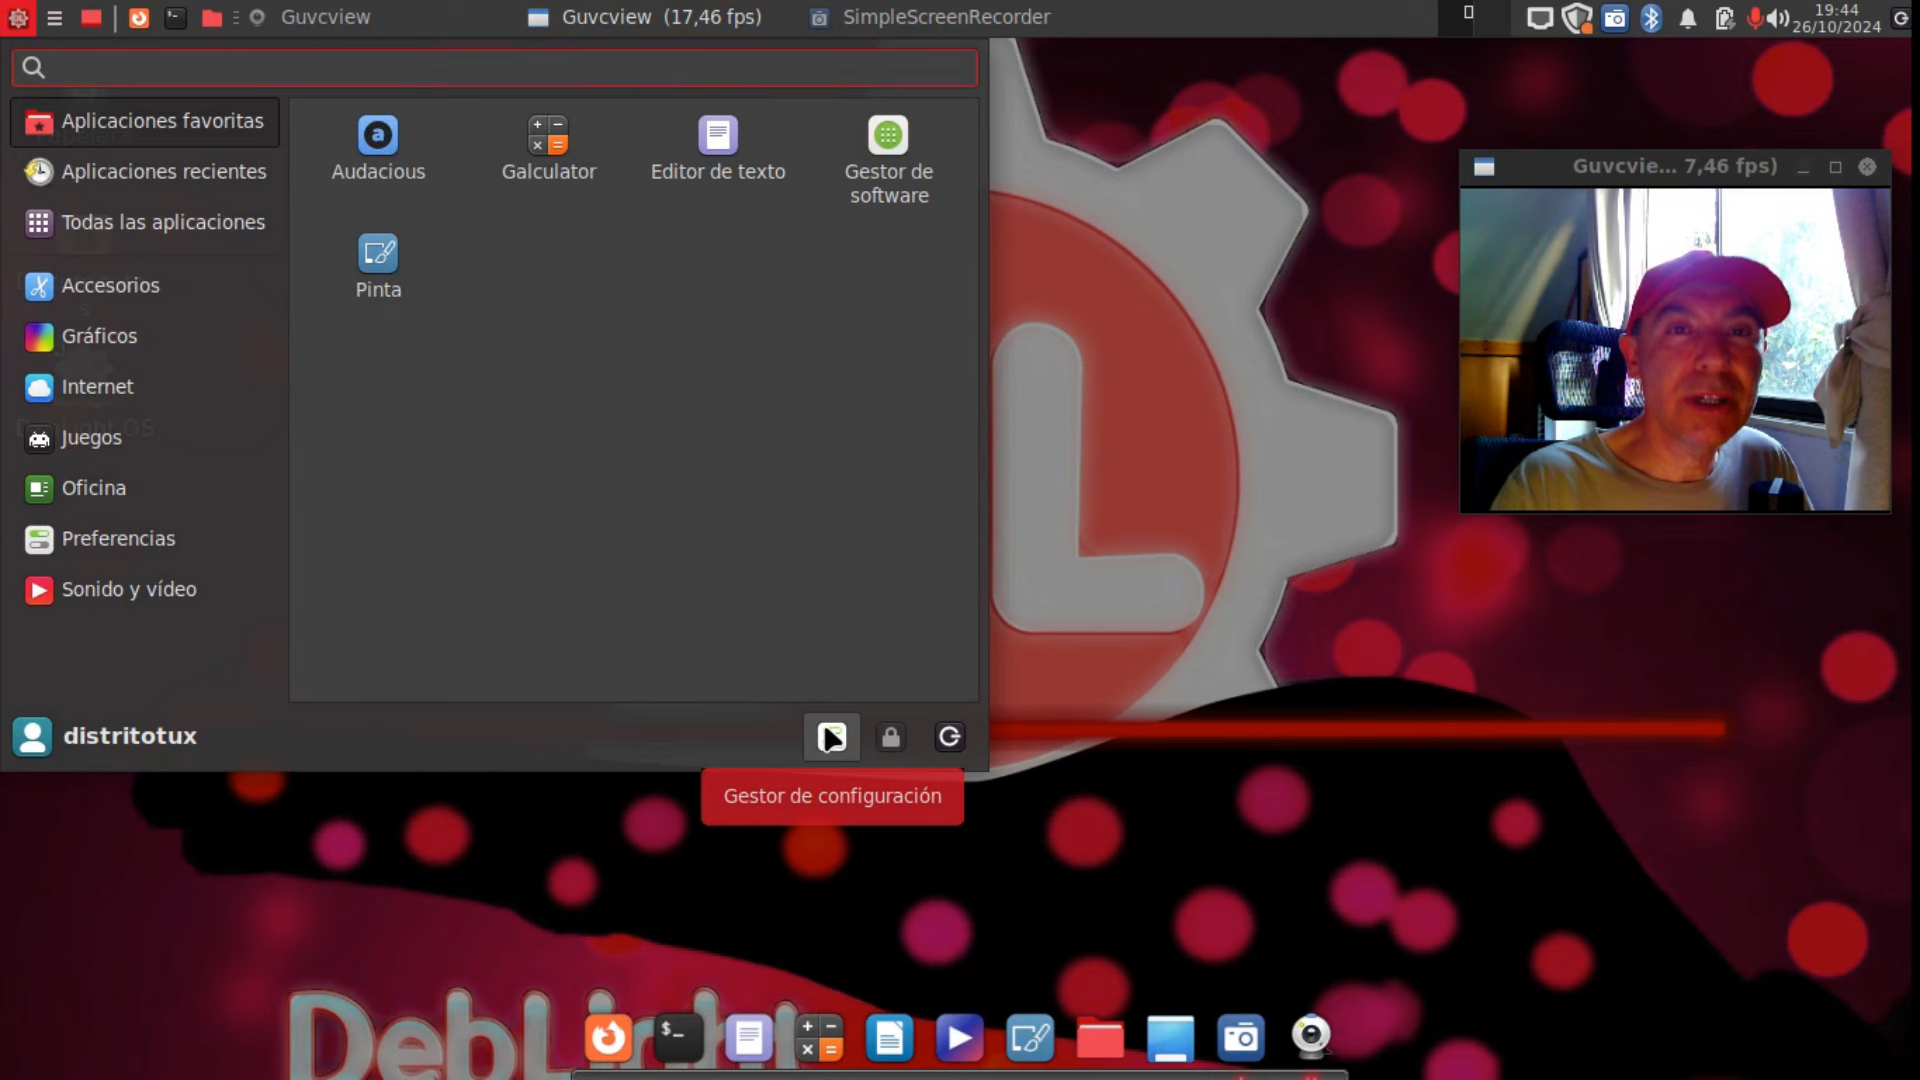 Guvcview
Guvcview (17,46 fps)
SimpleScreenRecorder
19:44
26/10/2024
Aplicaciones favoritas
Aplicaciones recientes
Todas las aplicaciones
Accesorios
Gráficos
Internet
Juegos
Oficina
Preferencias
Sonido y vídeo
Audacious
Galculator
Editor de texto
Gestor de
software
Pinta
Guvcvie... 7,46 fps)
distritotux
Gestor de configuración
DebLight